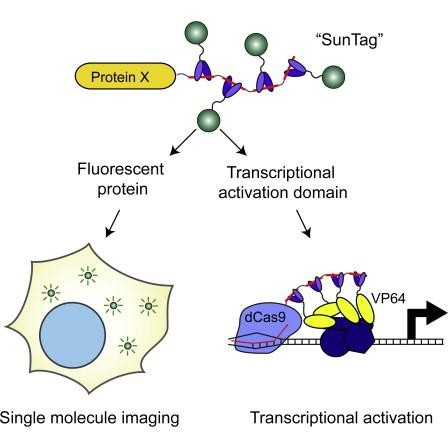 “SunTag”
Protein X
Fluorescent
protein
Transcriptional
activation domain
dCas9
VP64
Single molecule imaging
Transcriptional activation